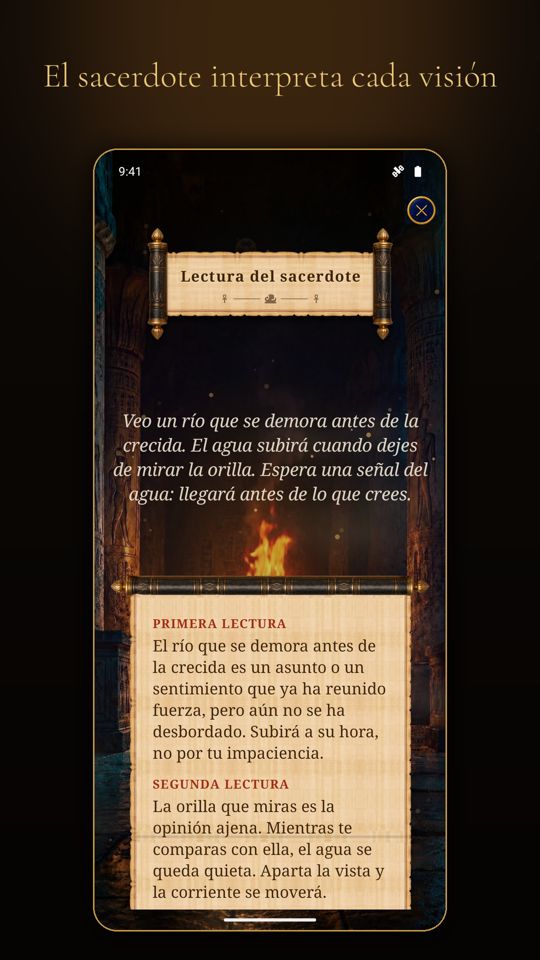 El sacerdote interpreta cada visión
9:41
Lectura del sacerdote
Veo un río que se demora antes de la
crecida. El agua subirá cuando dejes
de mirar la orilla. Espera una señal del
agua: llegará antes de lo que crees.
PRIMERA LECTURA
El río que se demora antes de
la crecida es un asunto o un
sentimiento que ya ha reunido
fuerza, pero aún no se ha
desbordado. Subirá a su hora,
no por tu impaciencia.
SEGUNDA LECTURA
La orilla que miras es la
opinión ajena. Mientras te
comparas con ella, el agua se
queda quieta. Aparta la vista y
la corriente se moverá.